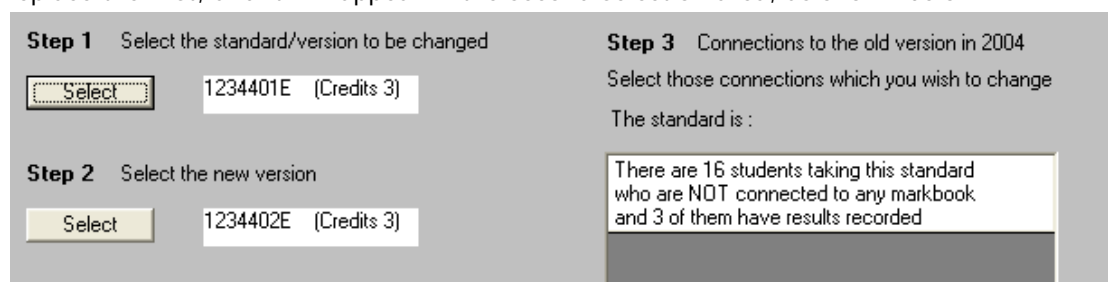 Step 1 Select the standard/version to be changed
Select 1234401E (Credits 3)
Step 2 Select the new version
Select 1234402E (Credits 3)
Step 3 Connections to the old version in 2004
Select those connections which you wish to change
The standard is :
There are 16 students taking this standard
who are NOT connected to any markbook
and 3 of them have results recorded